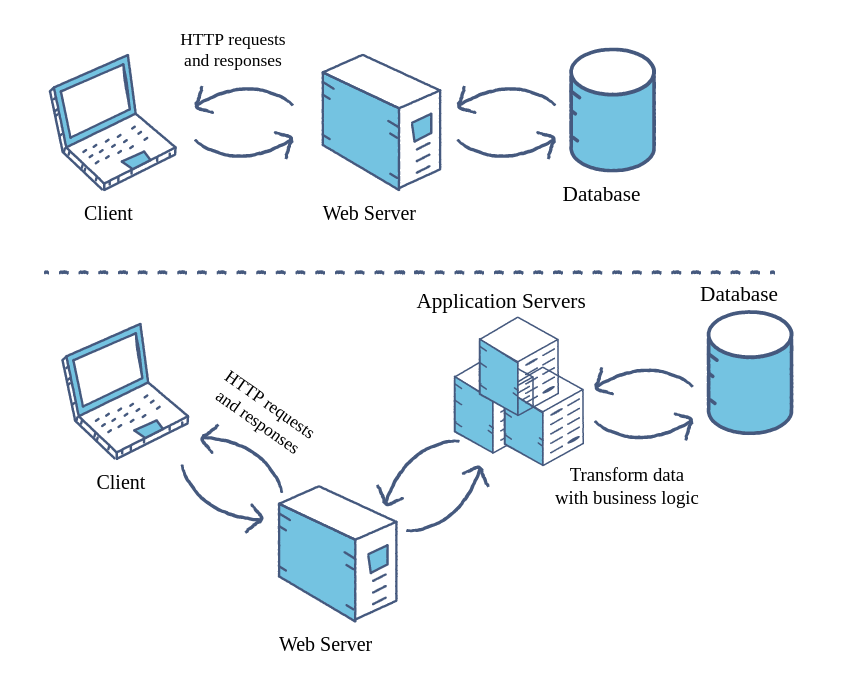 HTTP requests
and responses
Client
Web Server
Database
Application Servers
Database
HTTP requests
and responses
Client
Transform data
with business logic
Web Server